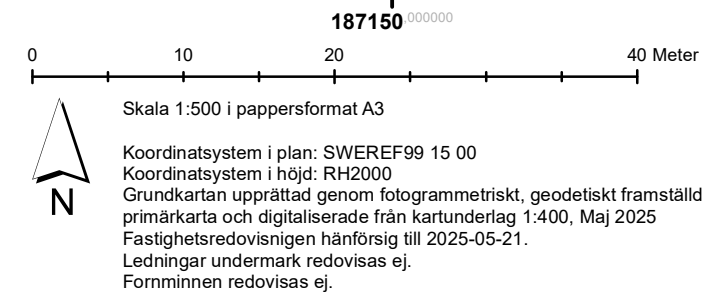 187150,000000
0 10 20 40 Meter
Skala 1:500 i pappersformat A3
Koordinatsystem i plan: SWEREF99 15 00
Koordinatsystem i höjd: RH2000
Grundkartan upprättad genom fotogrammetriskt, geodetiskt framställd
primärkarta och digitaliserade från kartunderlag 1:400, Maj 2025
Fastighetsredovisnigen hänförsig till 2025-05-21.
Ledningar undermark redovisas ej.
Fornminnen redovisas ej.
N